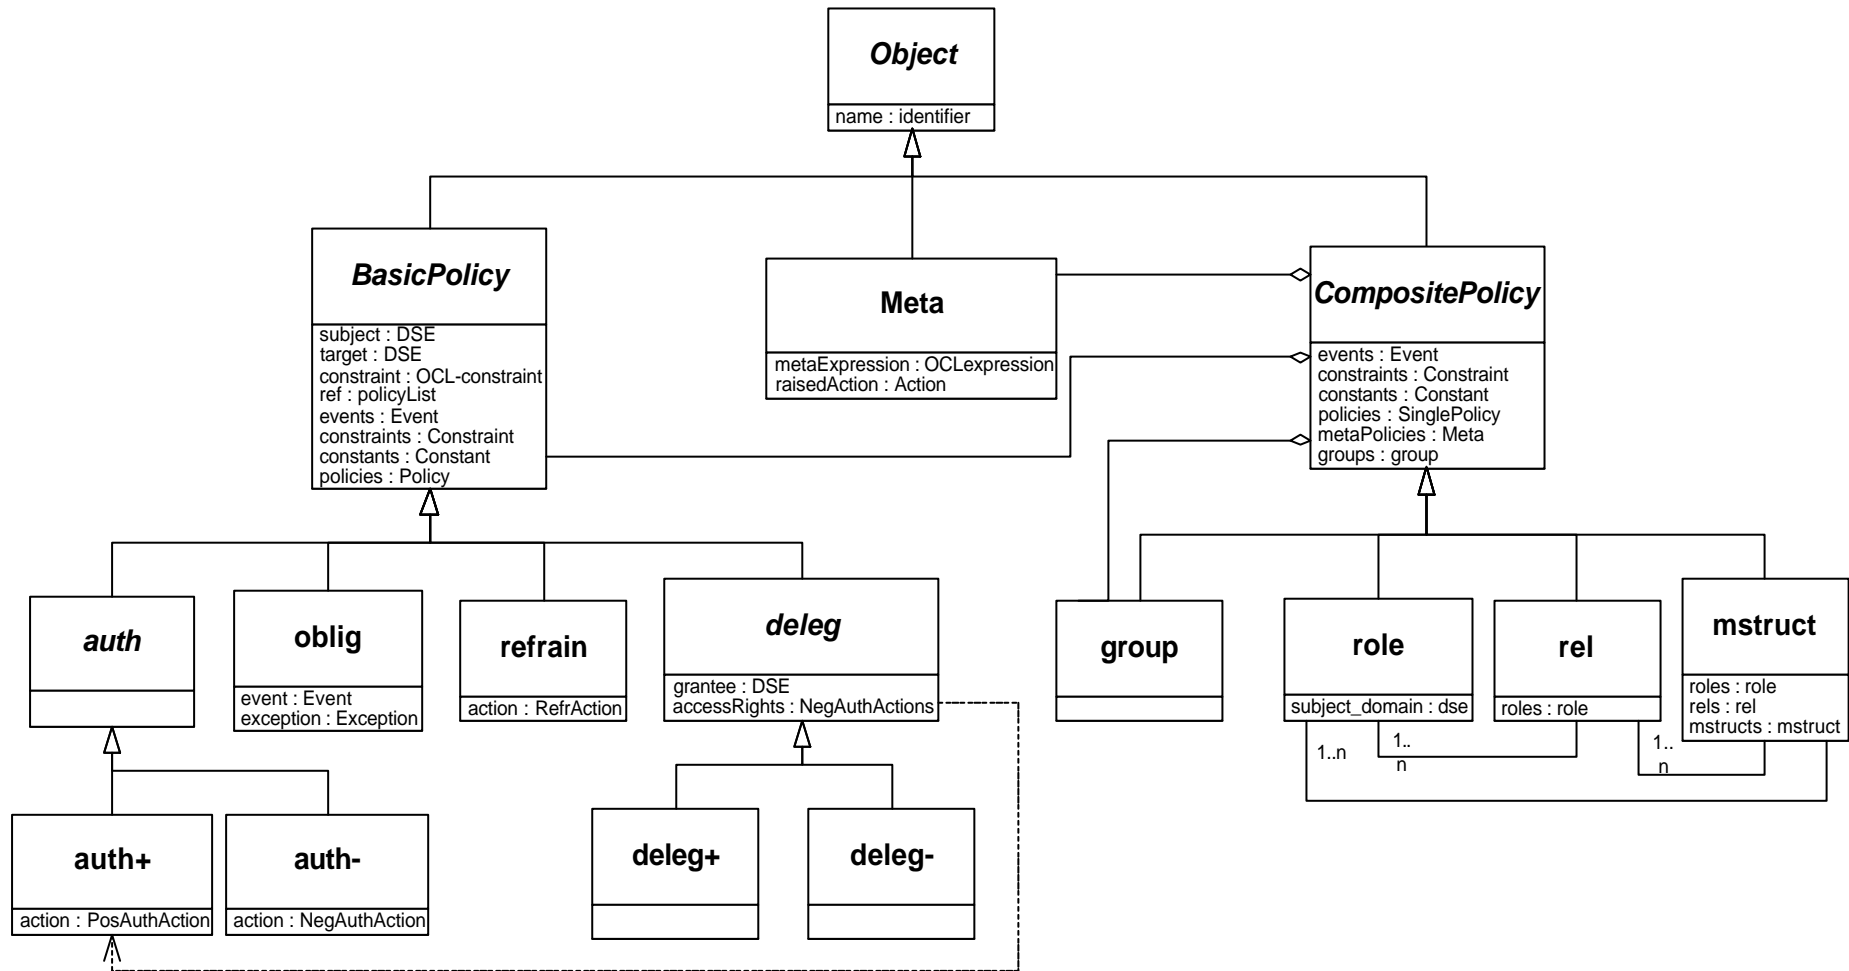 Object
name : identifier
BasicPolicy
subject : DSE
target : DSE
constraint : OCL-constraint
ref : policyList
events : Event
constraints : Constraint
constants : Constant
policies : Policy
Meta
metaExpression : OCLexpression
raisedAction : Action
CompositePolicy
events : Event
constraints : Constraint
constants : Constant
policies : SinglePolicy
metaPolicies : Meta
groups : group
auth
oblig
event : Event
exception : Exception
refrain
action : RefrAction
deleg
grantee : DSE
accessRights : NegAuthActions
group
role
subject_domain : dse
rel
roles : role
mstruct
roles : role
rels : rel
mstructs : mstruct
1..n
1..
n
1..
n
auth+
action : PosAuthAction
auth-
action : NegAuthAction
deleg+
deleg-